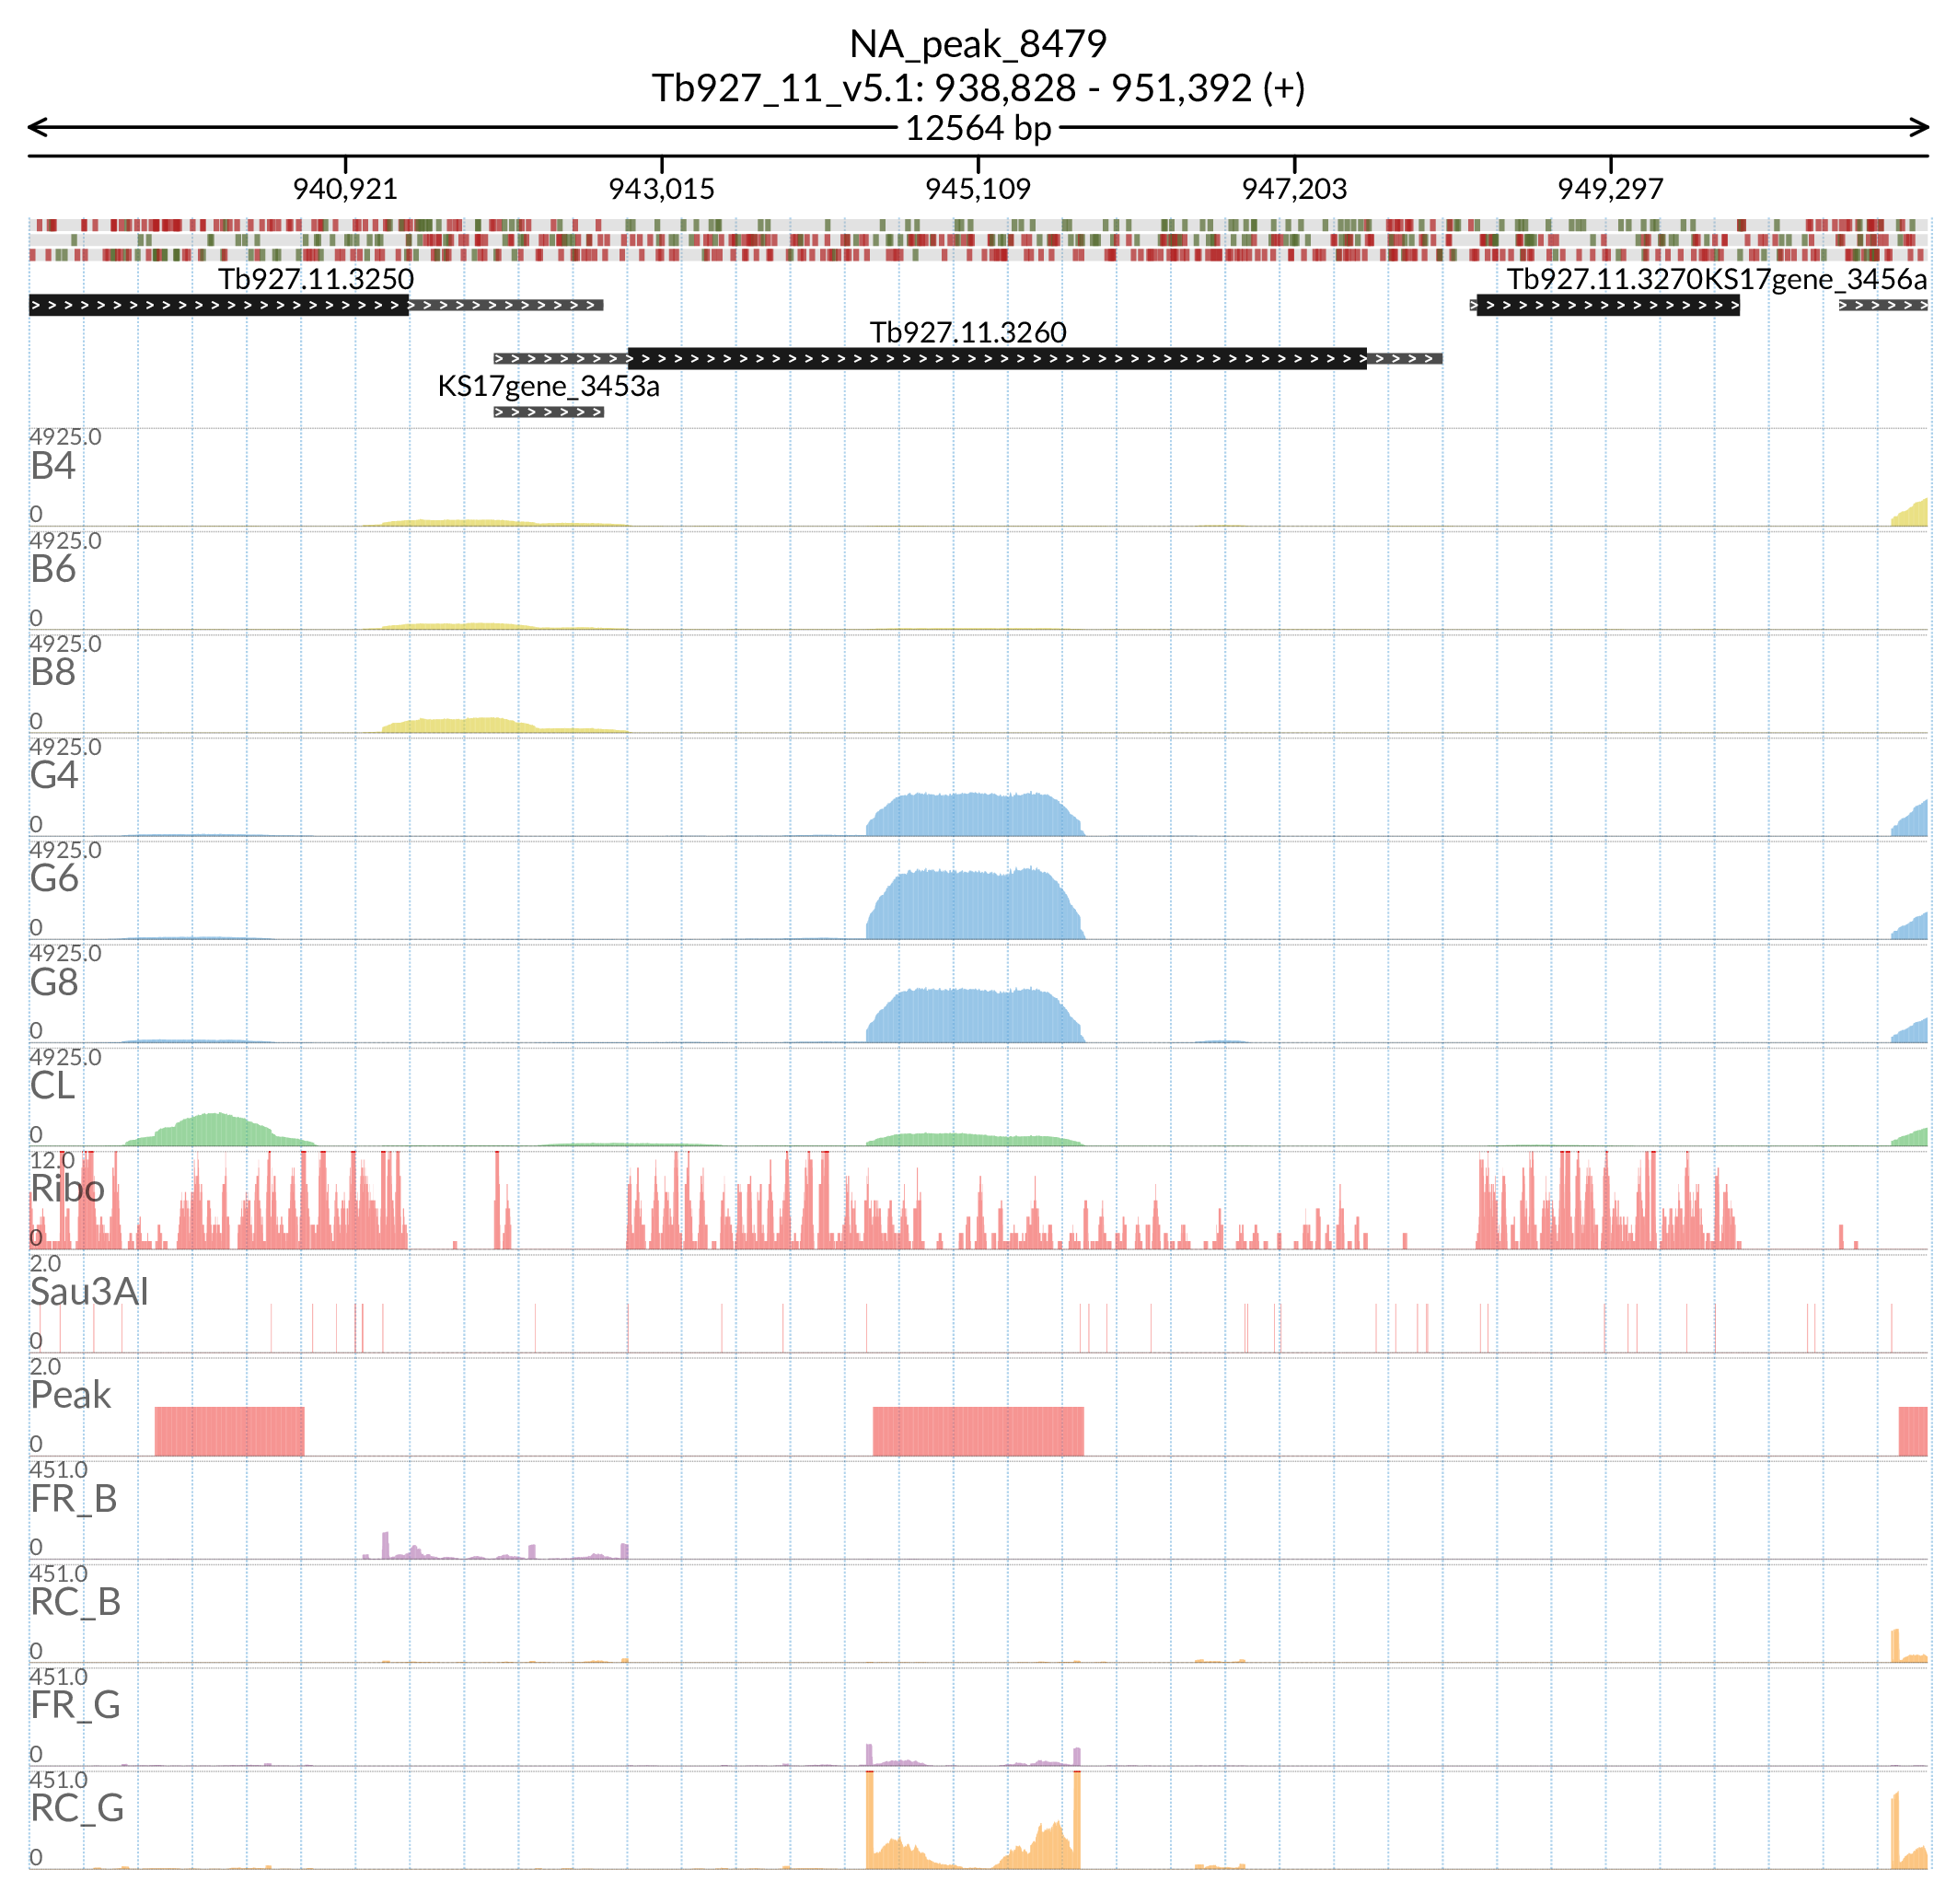 NA_peak_8479
Tb927_11_v5.1: 938,828 - 951,392 (+)
12564 bp
940,921 943,015 945,109 947,203 949,297
Tb927.11.3250 Tb927.11.3270KS17gene_3456a
Tb927.11.3260
KS17gene_3453a
4925.0
B4
0
4925.0
B6
0
4925.0
B8
0
4925.0
G4
0
4925.0
G6
0
4925.0
G8
0
4925.0
CL
0
12.0
Ribo
0
2.0
Sau3AI
0
2.0
Peak
0
451.0
FR_B
0
451.0
RC_B
0
451.0
FR_G
0
451.0
RC_G
0